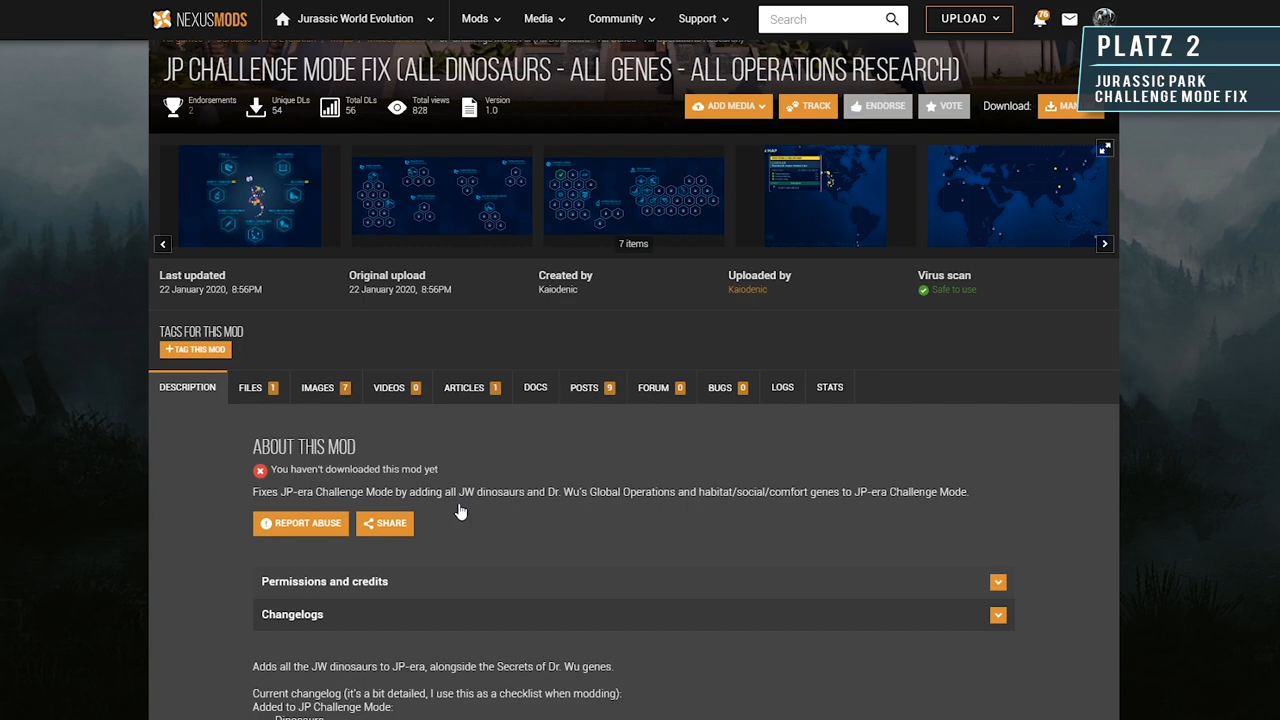 NEXUSMODS Jurassic World Evolution Mods Media Community Support Search UPLOAD 76
PLATZ 2
JURASSIC PARK
CHALLENGE MODE FIX
JP CHALLENGE MODE FIX (ALL DINOSAURS - ALL GENES - ALL OPERATIONS RESEARCH)
Endorsements
2
Unique DLs
54
Total DLs
56
Total views
828
Version
1.0
ADD MEDIA TRACK ENDORSE VOTE Download:
7 items
Last updated
22 January 2020, 8:56PM
Original upload
22 January 2020, 8:56PM
Created by
Kaiodenic
Uploaded by
Kaiodenic
Virus scan
Safe to use
TAGS FOR THIS MOD
+ TAG THIS MOD
DESCRIPTION FILES 1 IMAGES 7 VIDEOS 0 ARTICLES 1 DOCS POSTS 9 FORUM 0 BUGS 0 LOGS STATS
ABOUT THIS MOD
You haven't downloaded this mod yet
Fixes JP-era Challenge Mode by adding all JW dinosaurs and Dr. Wu's Global Operations and habitat/social/comfort genes to JP-era Challenge Mode.
REPORT ABUSE SHARE
Permissions and credits
Changelogs
Adds all the JW dinosaurs to JP-era, alongside the Secrets of Dr. Wu genes.
Current changelog (it's a bit detailed, I use this as a checklist when modding):
Added to JP Challenge Mode:
Dinosaurs